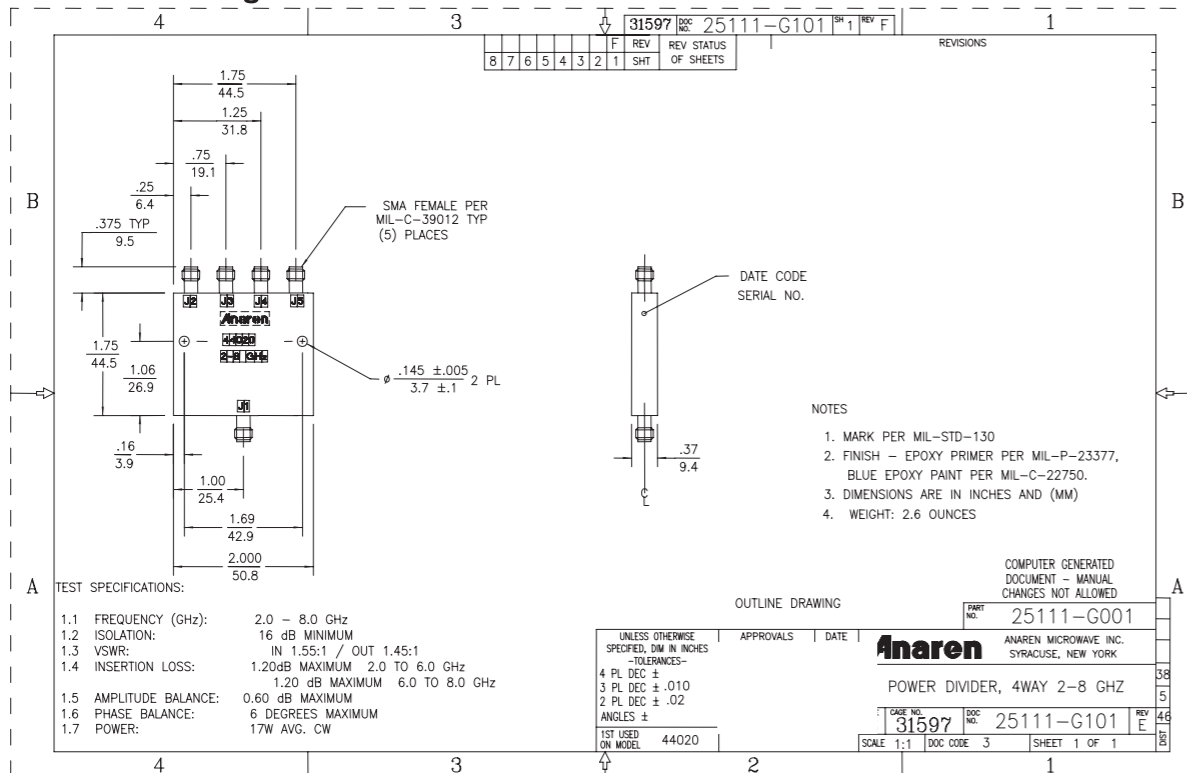 4 3 1
31597 DOC NO. 25111-G101 SH 1 REV F
F REV REV STATUS OF SHEETS
8 7 6 5 4 3 2 1 SHT
REVISIONS
1.75
44.5
1.25
31.8
.75
19.1
.25
6.4
.375 TYP
9.5
B
B
SMA FEMALE PER
MIL-C-39012 TYP
(5) PLACES
DATE CODE
SERIAL NO.
J2 J3 J4 J5
Anaren
44020
2-8 GHz
1.75
44.5
1.06
26.9
ø .145 ±.005 2 PL
3.7 ±.1
J1
.16
3.9
1.00
25.4
1.69
42.9
2.000
50.8
.37
9.4
CL
NOTES
1. MARK PER MIL-STD-130
2. FINISH - EPOXY PRIMER PER MIL-P-23377,
BLUE EPOXY PAINT PER MIL-C-22750.
3. DIMENSIONS ARE IN INCHES AND (MM)
4. WEIGHT: 2.6 OUNCES
A
A
TEST SPECIFICATIONS:
1.1 FREQUENCY (GHz): - 8.0 GHz
1.2 ISOLATION: 16 dB MINIMUM
1.3 VSWR: IN 1.55:1 / OUT 1.45:1
1.4 INSERTION LOSS: 1.20dB MAXIMUM 2.0 TO 6.0 GHz
1.20 dB MAXIMUM 6.0 TO 8.0 GHz
1.5 AMPLITUDE BALANCE: 0.60 dB MAXIMUM
1.6 PHASE BALANCE: 6 DEGREES MAXIMUM
1.7 POWER: 17W AVG. CW
COMPUTER GENERATED
DOCUMENT - MANUAL
CHANGES NOT ALLOWED
OUTLINE DRAWING
PART NO. 25111-G001
UNLESS OTHERWISE
SPECIFIED, DIM IN INCHES
-TOLERANCES-
4 PL DEC ±
3 PL DEC ± .010
2 PL DEC ± .02
ANGLES ±
1ST USED
ON MODEL 44020
APPROVALS DATE
Anaren
ANAREN MICROWAVE INC.
SYRACUSE, NEW YORK
POWER DIVIDER, 4WAY 2-8 GHZ
CAGE NO. 31597 DOC NO. 25111-G101 REV E
SCALE 1:1 DOC CODE 3 SHEET 1 OF 1
38
5
46
DIST
4 3 2 1